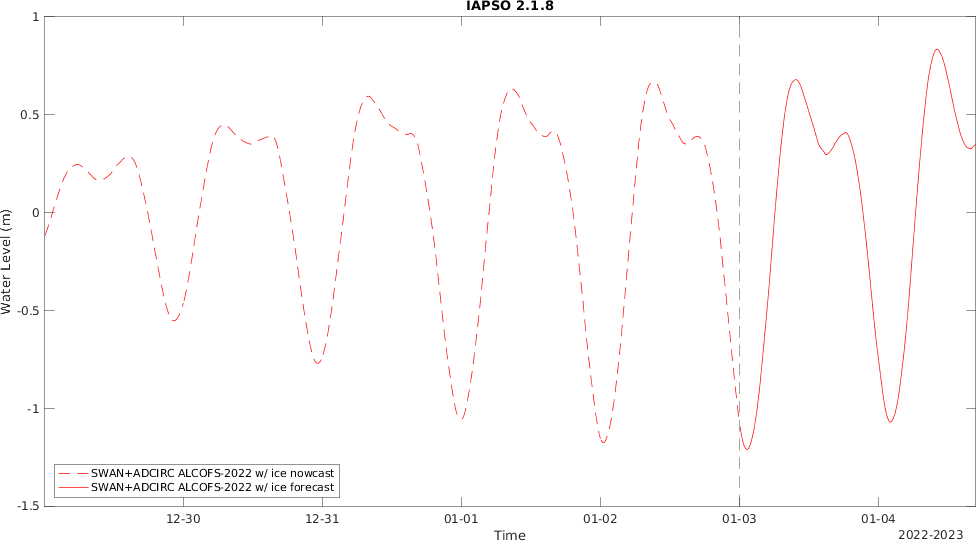 IAPSO 2.1.8
Water Level (m)
1
0.5
0
-0.5
-1
-1.5
SWAN+ADCIRC ALCOFS-2022 w/ ice nowcast
SWAN+ADCIRC ALCOFS-2022 w/ ice forecast
12-30 12-31 01-01 01-02 01-03 01-04
Time
2022-2023